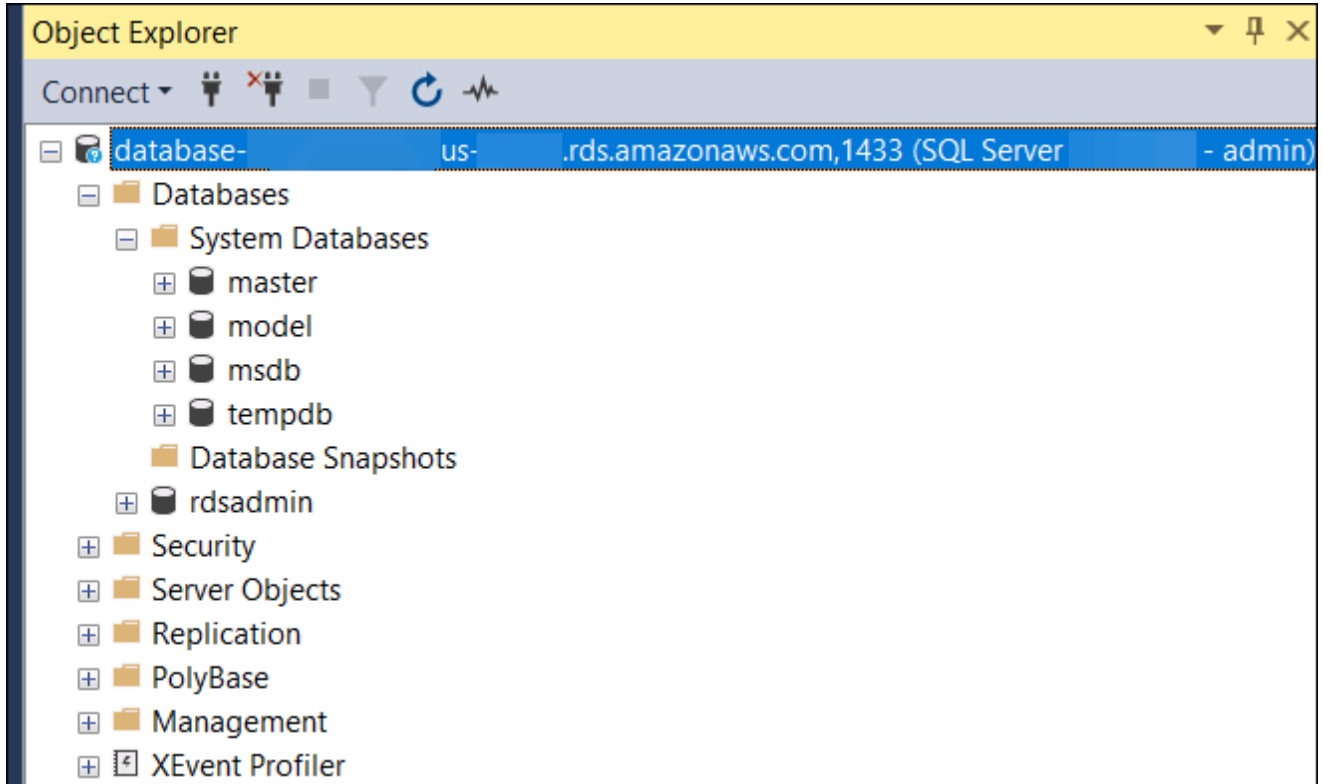 Object Explorer
Connect
database- us- .rds.amazonaws.com,1433 (SQL Server - admin)
Databases
System Databases
master
model
msdb
tempdb
Database Snapshots
rdsadmin
Security
Server Objects
Replication
PolyBase
Management
XEvent Profiler